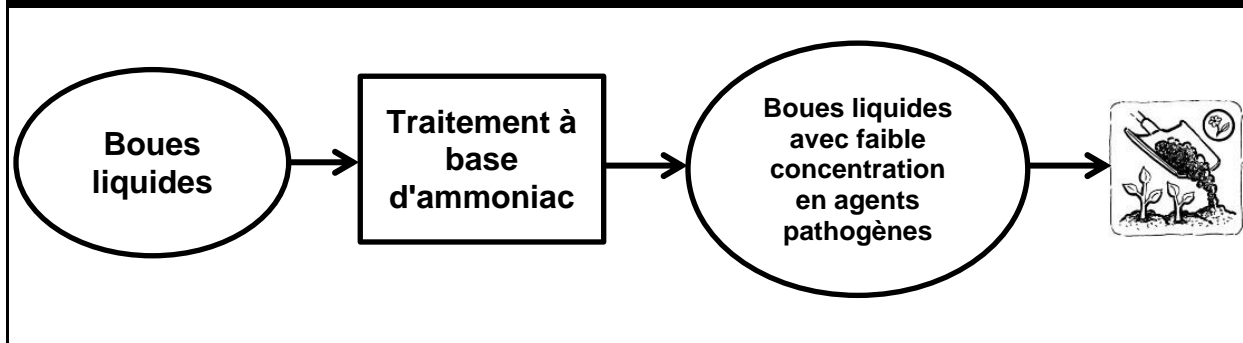 Boues
liquides
Traitement à
base
d'ammoniac
Boues liquides
avec faible
concentration
en agents
pathogènes